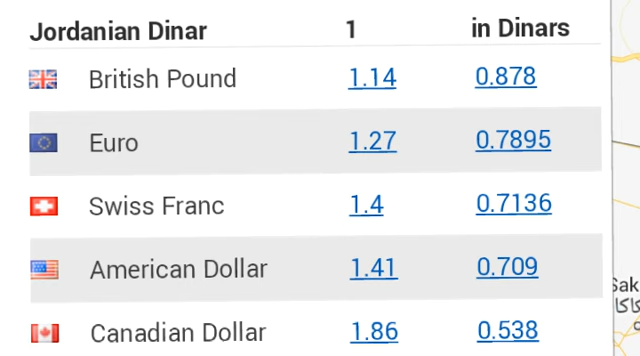 Jordanian Dinar 1 in Dinars
British Pound 1.14 0.878
Euro 1.27 0.7895
Swiss Franc 1.4 0.7136
American Dollar 1.41 0.709
Canadian Dollar 1.86 0.538